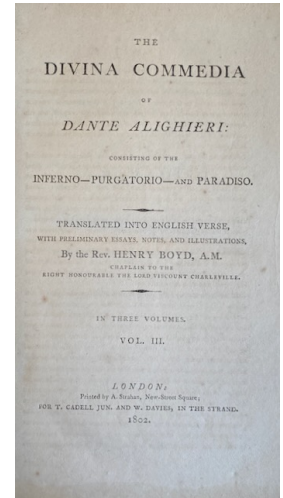 THE
DIVINA COMMEDIA
OF
DANTE ALIGHIERI:
CONSISTING OF THE
INFERNO—PURGATORIO—AND PARADISO.
TRANSLATED INTO ENGLISH VERSE,
WITH PRELIMINARY ESSAYS, NOTES, AND ILLUSTRATIONS,
By the Rev. HENRY BOYD, A.M.
CHAPLAIN TO THE
RIGHT HONOURABLE THE LORD VISCOUNT CHARLEVILLE.
IN THREE VOLUMES.
VOL. III.
LONDON:
Printed by A. Strahan, New-Street Square;
FOR T. CADELL JUN. AND W. DAVIES, IN THE STRAND.
1802.